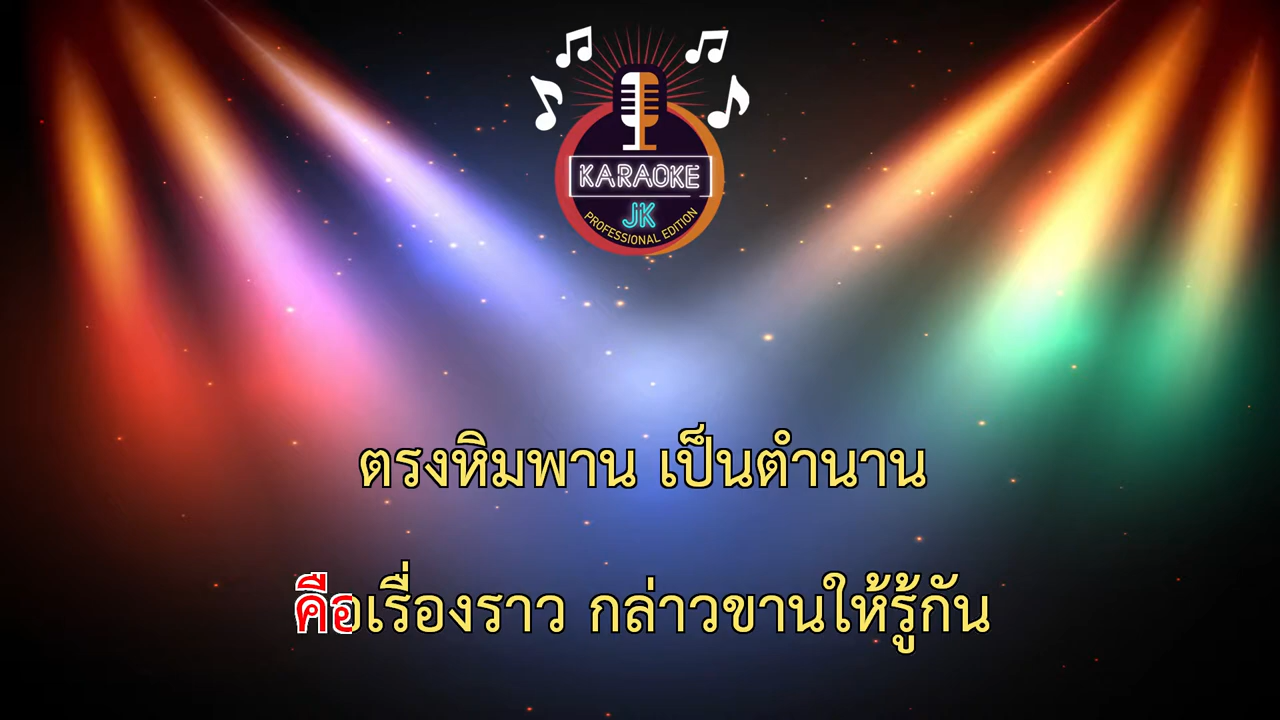 KARAOKE
JK
PROFESSIONAL EDITION
ตรงหิมพาน เป็นตำนาน
คือเรื่องราว กล่าวขานให้รู้กัน